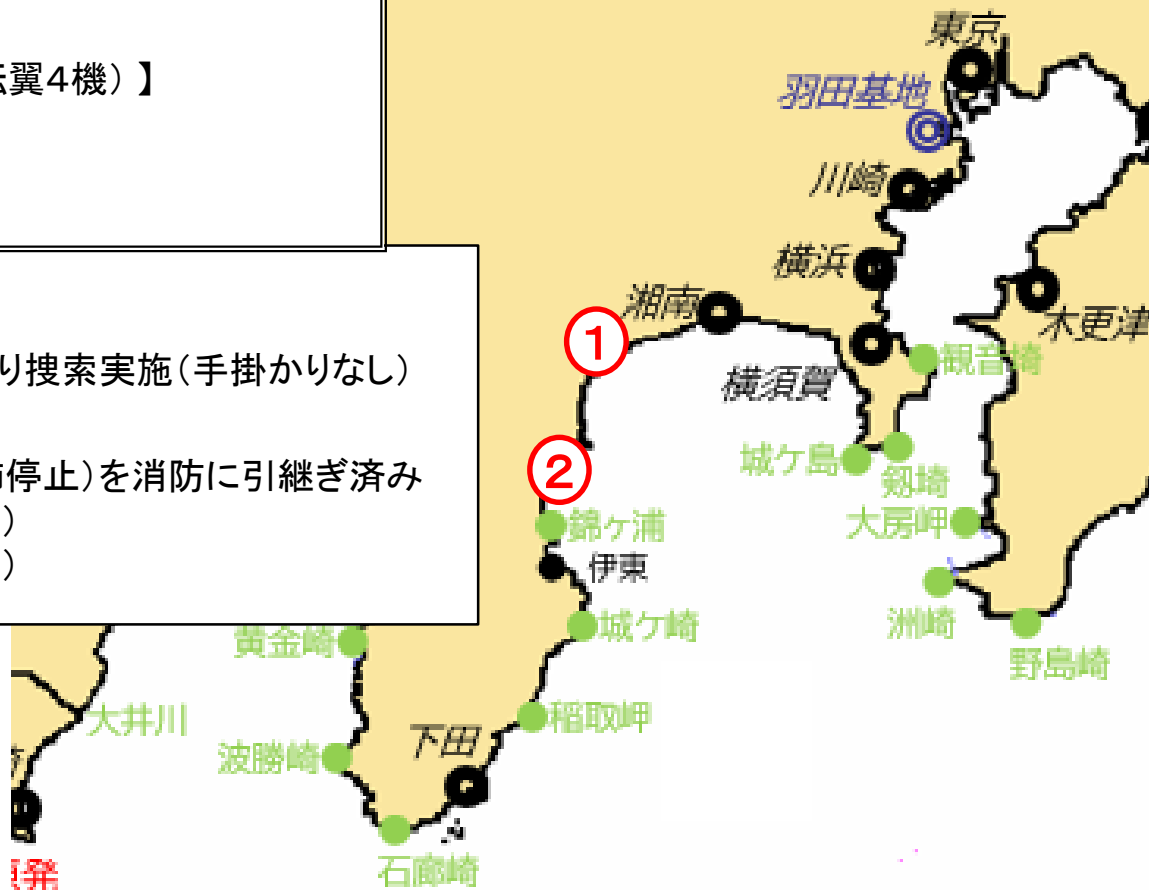 翼4機）】
り捜索実施（手掛かりなし）
停止）を消防に引継ぎ済み
）
）
東京
羽田基地
川崎
横浜
湘南
木更津
①
横須賀
観音埼
②
城ケ島
剱埼
錦ヶ浦
大房岬
伊東
洲崎
城ケ崎
野島崎
黄金崎
稲取岬
大井川
下田
波勝崎
石廊崎
発